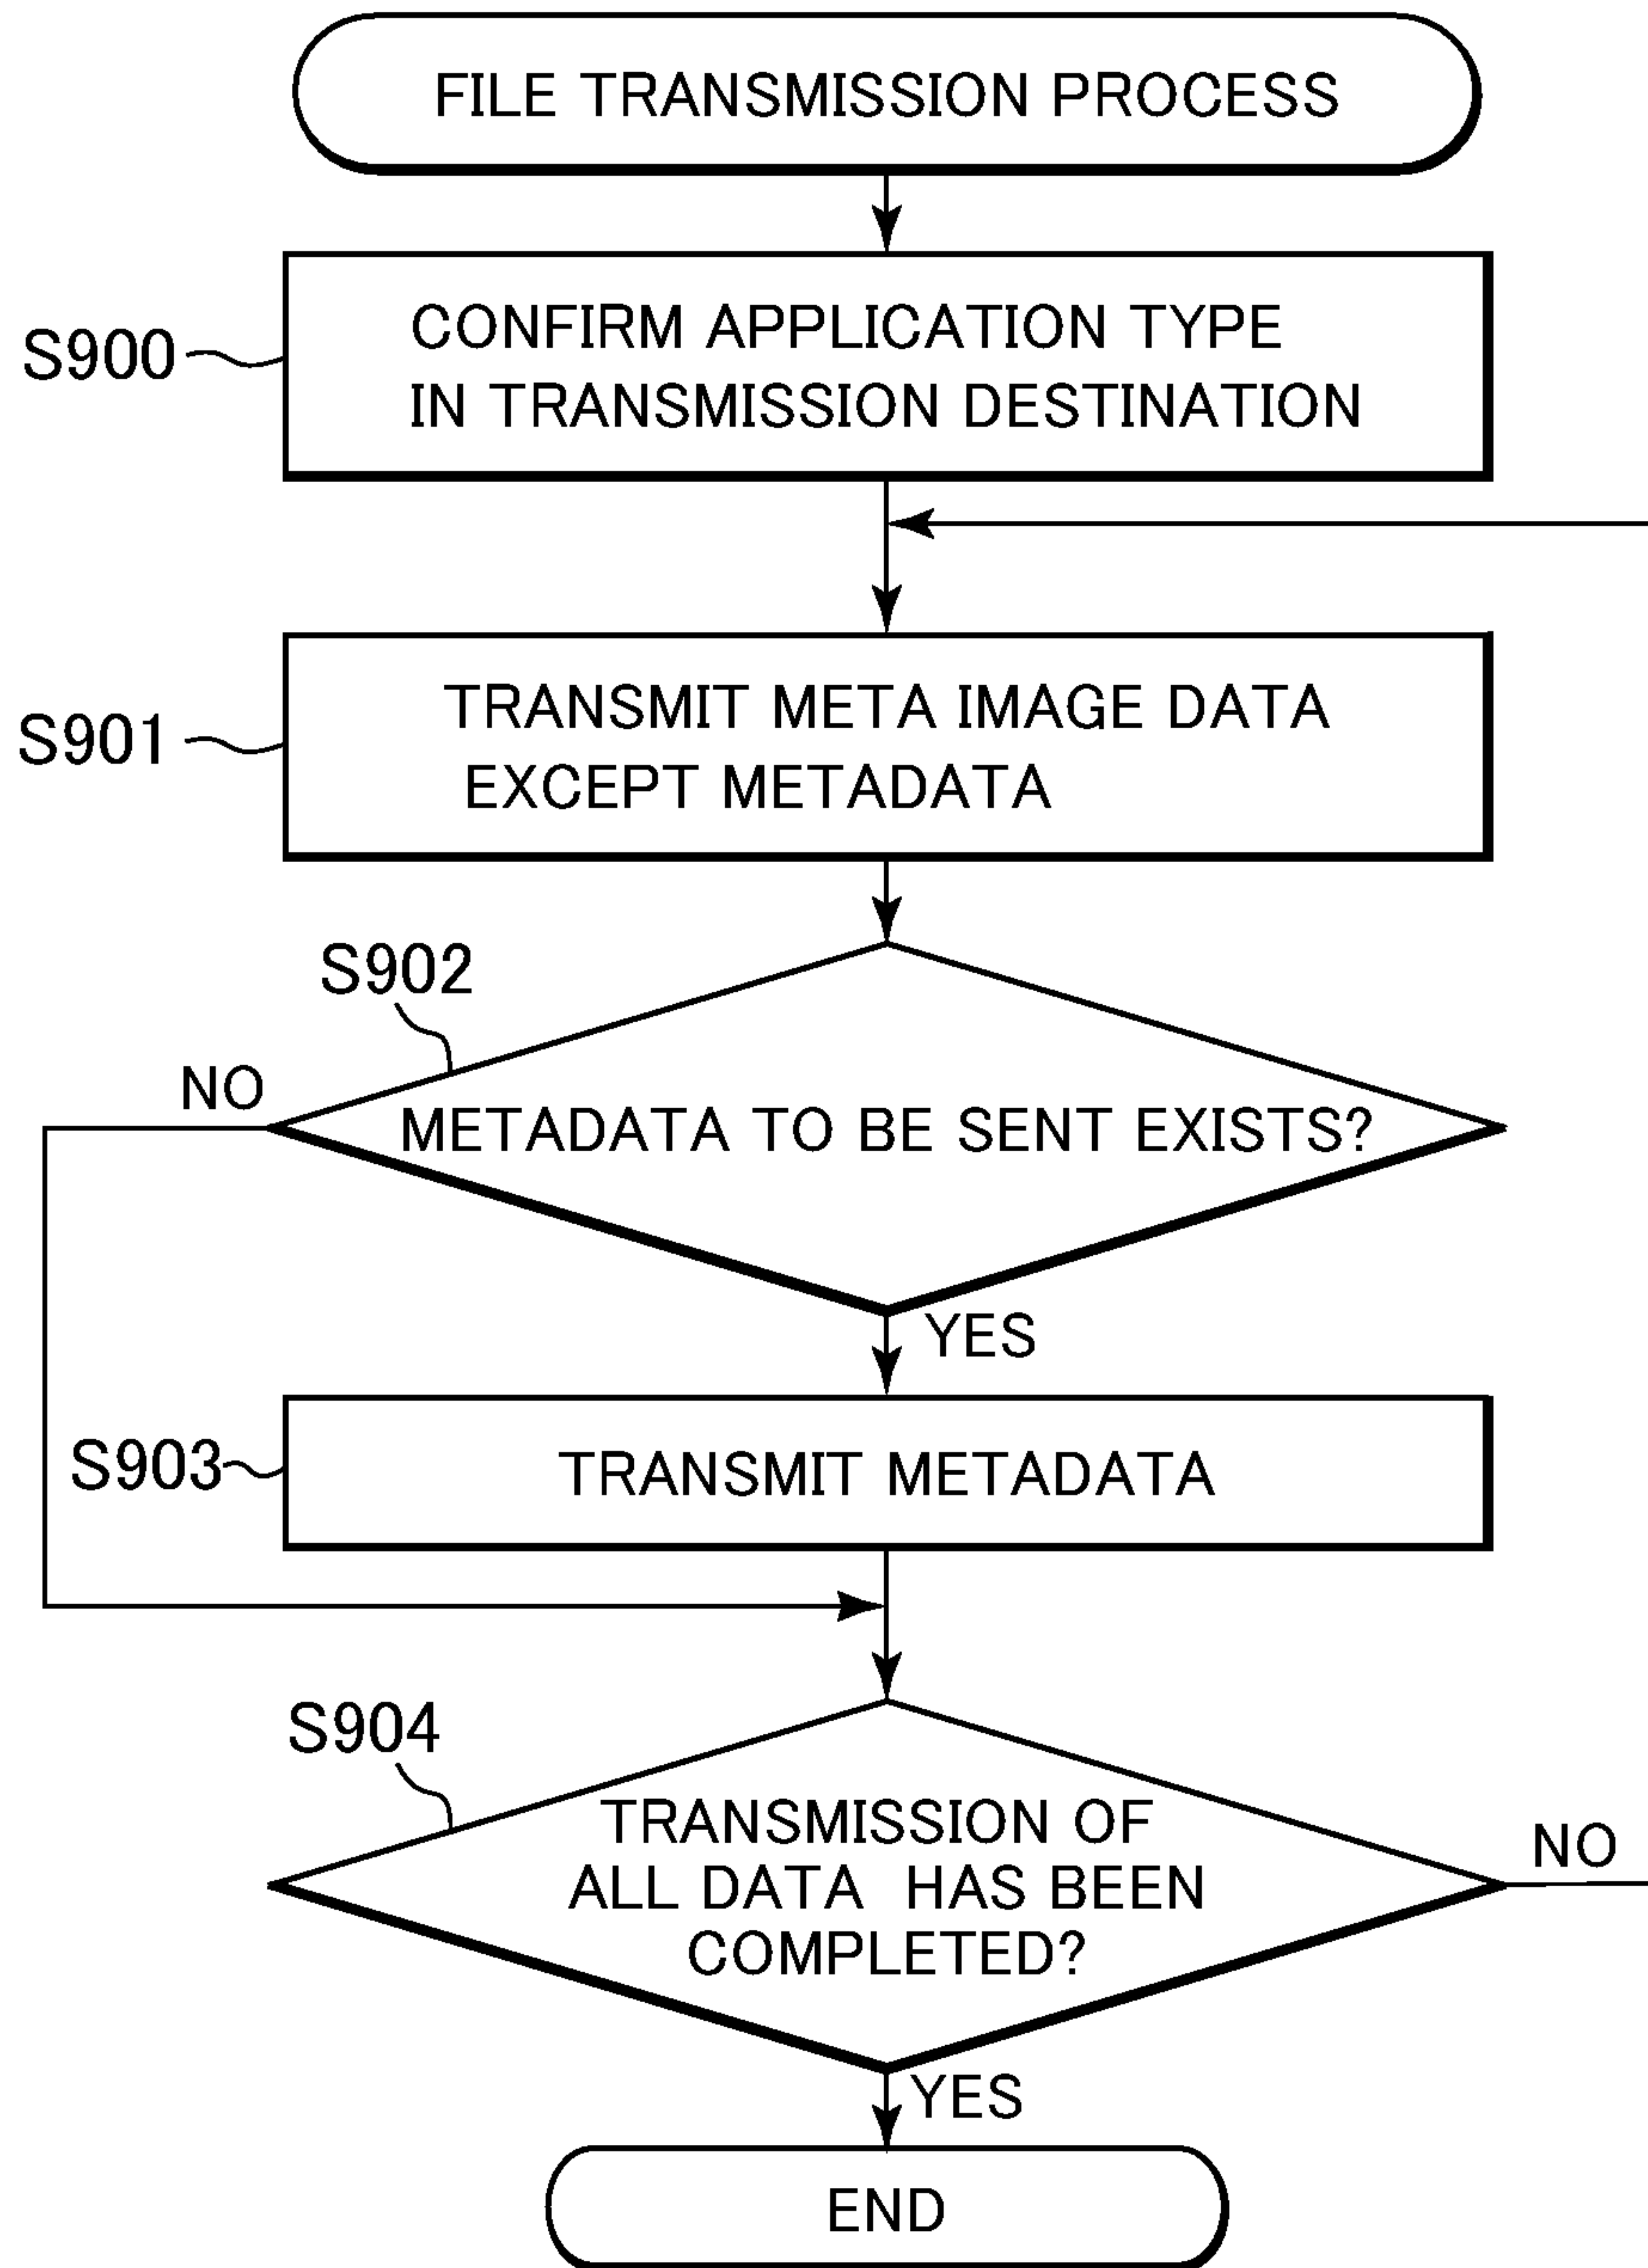 FILE TRANSMISSION PROCESS
S900
CONFIRM APPLICATION TYPE
IN TRANSMISSION DESTINATION
S901
TRANSMIT META IMAGE DATA
EXCEPT METADATA
S902
NO
METADATA TO BE SENT EXISTS?
YES
S903
TRANSMIT METADATA
S904
TRANSMISSION OF
ALL DATA HAS BEEN
COMPLETED?
NO
YES
END